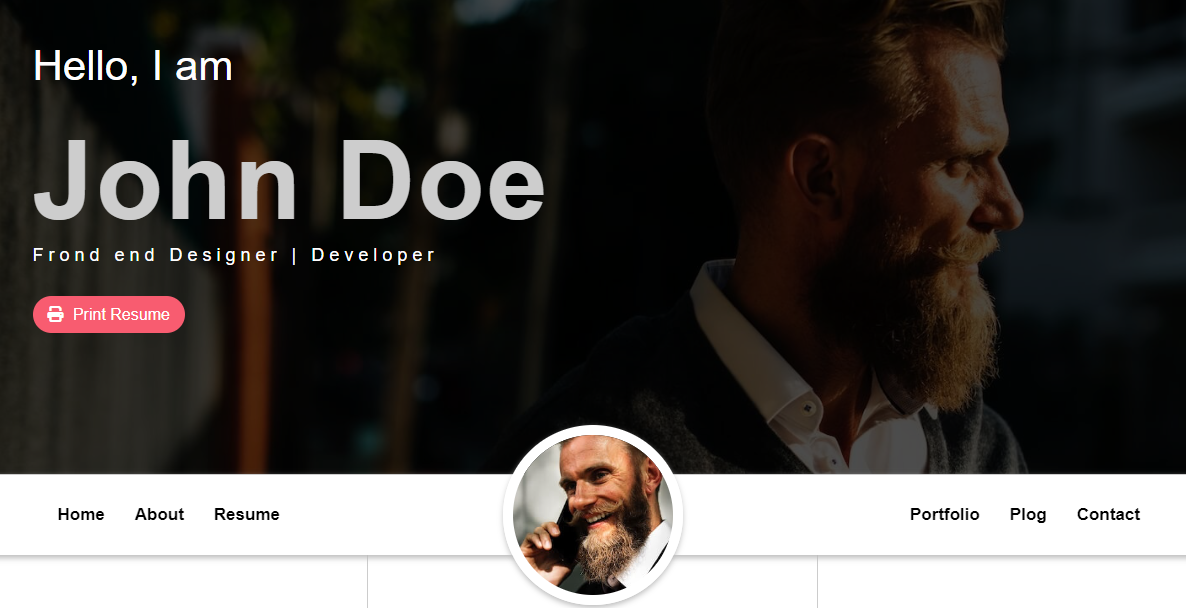 Hello, I am
John Doe
Frond end Designer | Developer
Print Resume
Home About Resume Portfolio Plog Contact